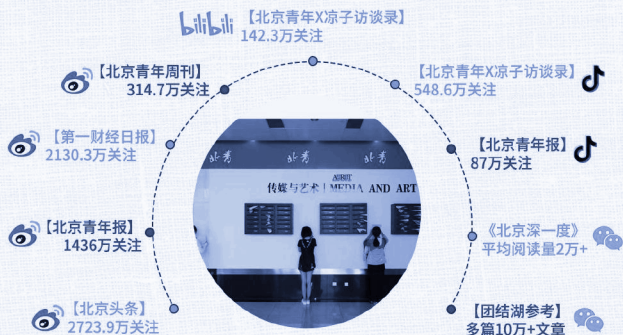 bilibili
【北京青年X凉子访谈录】
142.3万关注
【北京青年周刊】
314.7万关注
【北京青年X凉子访谈录】
548.6万关注
【第一财经日报】
2130.3万关注
【北京青年报】
87万关注
北青
北青
北青
传媒与艺术 MEDIA AND ART
【北京青年报】
1436万关注
《北京深一度》
平均阅读量2万+
【北京头条】
2723.9万关注
【团结湖参考】
多篇10万+文章